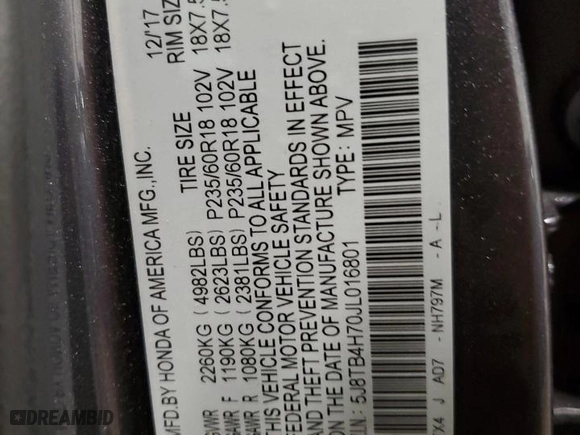 MFD.BY HONDA OF AMERICA MFG., INC. 12/'17
TIRE SIZE RIM SIZ
GVWR 2260KG ( 4982LBS)
GAWR F 1190KG ( 2623LBS) P235/60R18 102V 18X7.5
GAWR R 1080KG ( 2381LBS) P235/60R18 102V 18X7.5
THIS VEHICLE CONFORMS TO ALL APPLICABLE
FEDERAL MOTOR VEHICLE SAFETY
AND THEFT PREVENTION STANDARDS IN EFFECT
ON THE DATE OF MANUFACTURE SHOWN ABOVE.
V.I.N.: 5J8TB4H70JL016801 TYPE: MPV
TX4 J AD7 - NH797M - A - L
DREAMBID